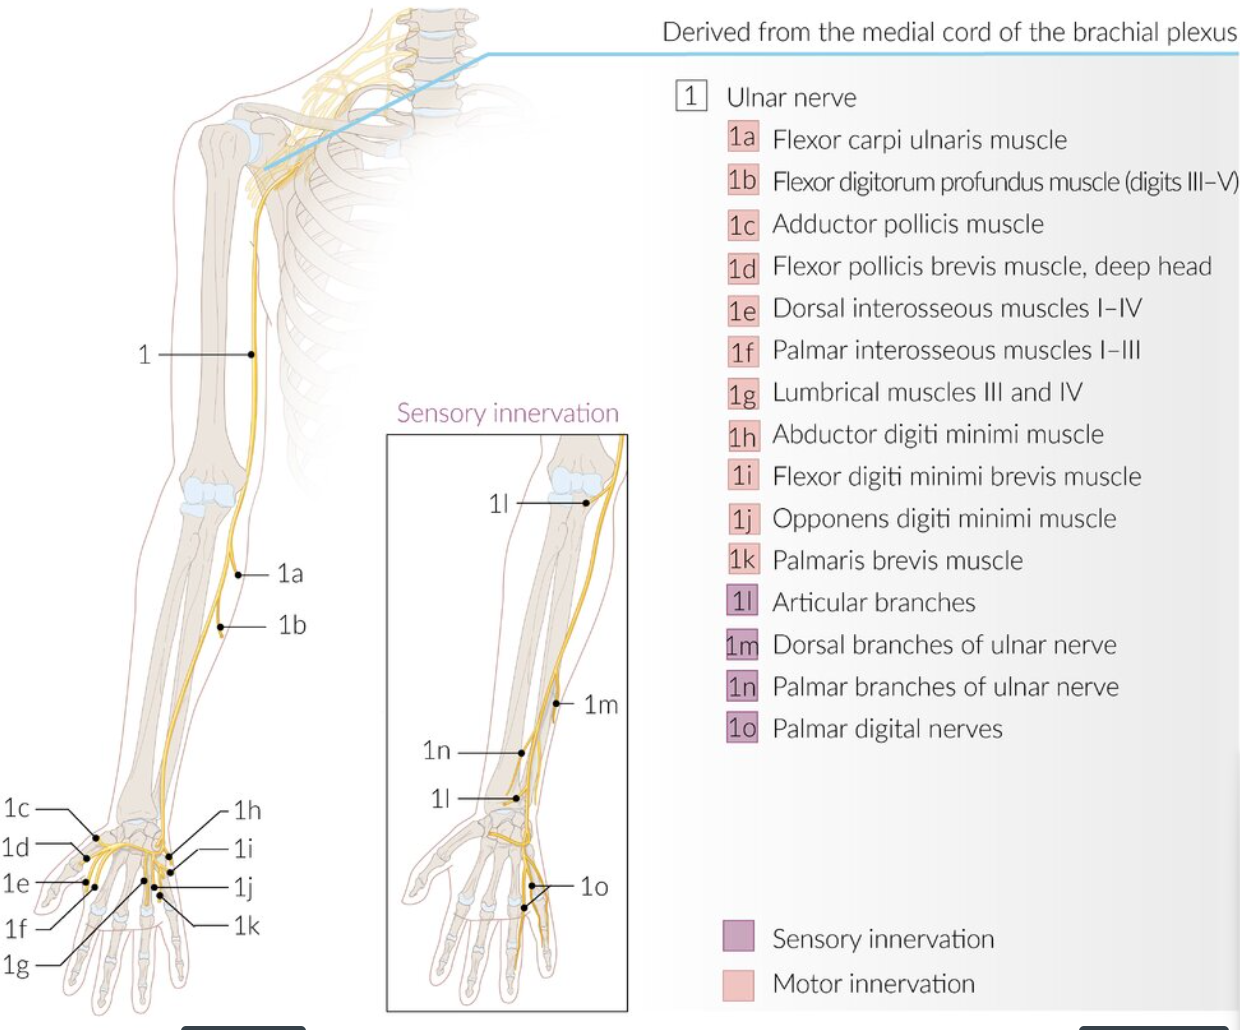 Derived from the medial cord of the brachial plexus
1 Ulnar nerve
1a Flexor carpi ulnaris muscle
1b Flexor digitorum profundus muscle (digits III–V)
1c Adductor pollicis muscle
1d Flexor pollicis brevis muscle, deep head
1e Dorsal interosseous muscles I–IV
1f Palmar interosseous muscles I–III
1g Lumbrical muscles III and IV
1h Abductor digiti minimi muscle
1i Flexor digiti minimi brevis muscle
1j Opponens digiti minimi muscle
1k Palmaris brevis muscle
1l Articular branches
1m Dorsal branches of ulnar nerve
1n Palmar branches of ulnar nerve
1o Palmar digital nerves
Sensory innervation
Motor innervation
1
1a
1b
1c
1d
1e
1f
1g
1h
1i
1j
1k
Sensory innervation
1l
1m
1n
1l
1o